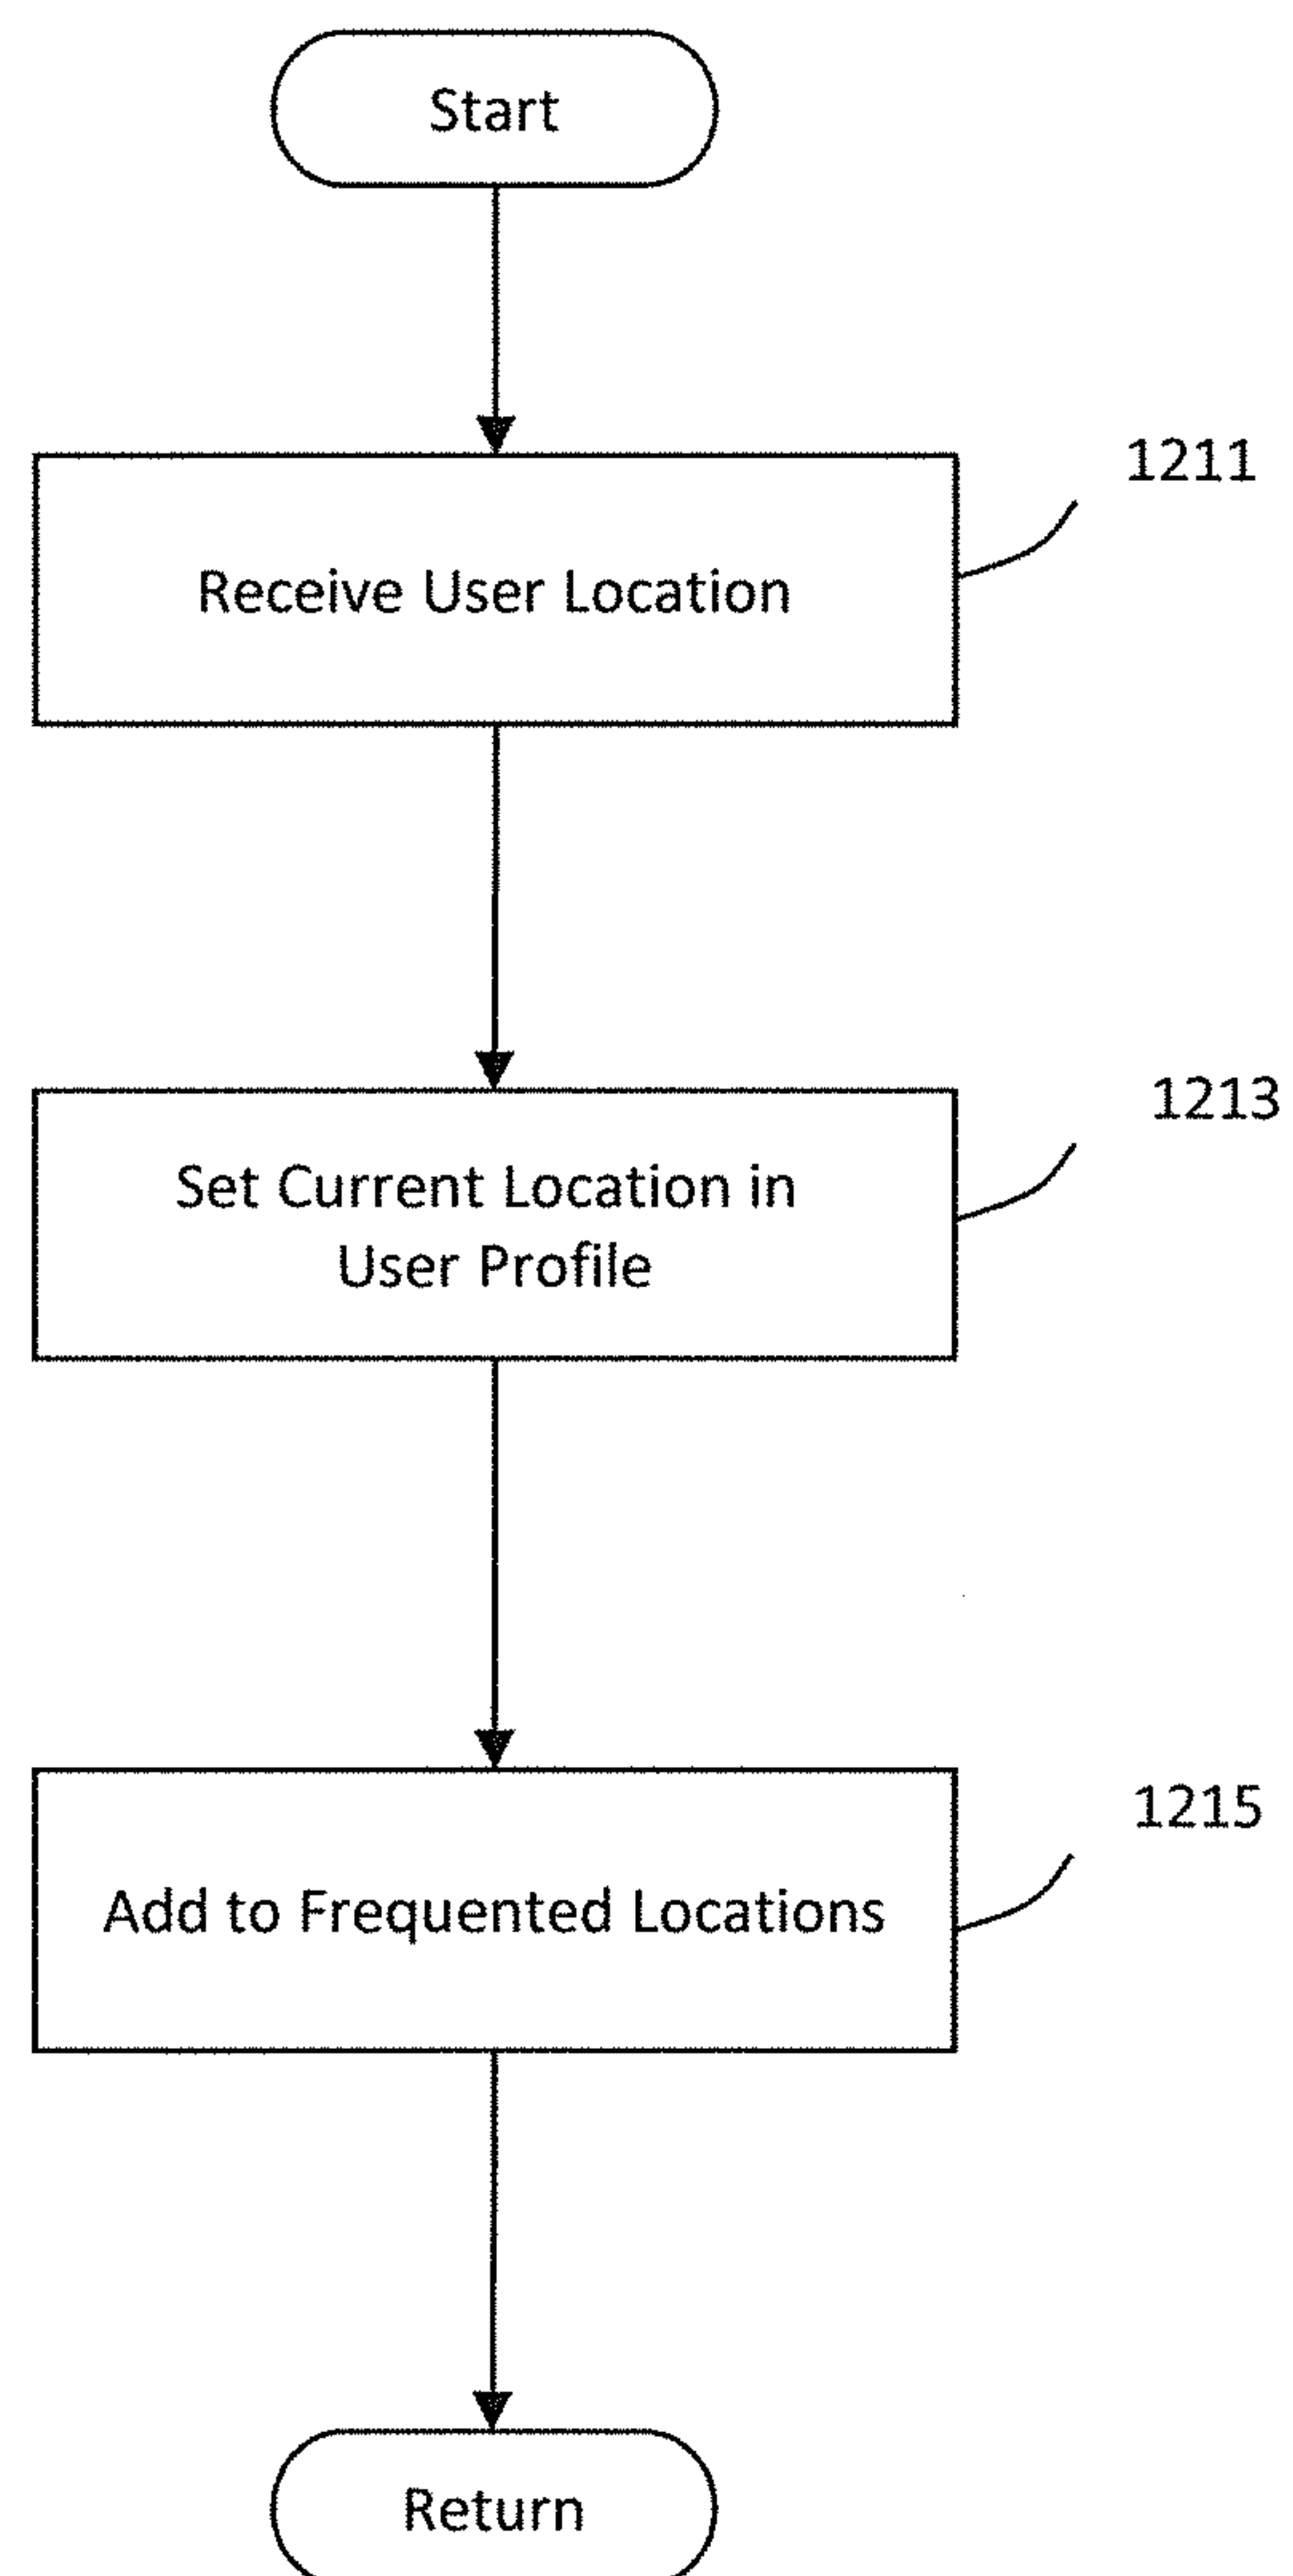 Start
1211
Receive User Location
1213
Set Current Location in
User Profile
1215
Add to Frequented Locations
Return